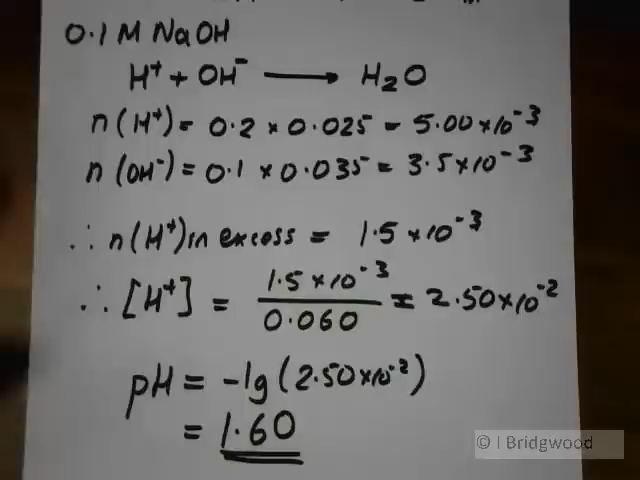 0.1 M NaOH
H⁺ + OH⁻ ⟶ H₂O
n(H⁺) = 0.2 × 0.025 = 5.00 × 10⁻³
n(OH⁻) = 0.1 × 0.035 = 3.5 × 10⁻³
∴ n(H⁺) in excess = 1.5 × 10⁻³
∴ [H⁺] = 1.5 × 10⁻³ / 0.060 = 2.50 × 10⁻²
pH = -lg(2.50 × 10⁻²)
= 1.60
© I Bridgwood